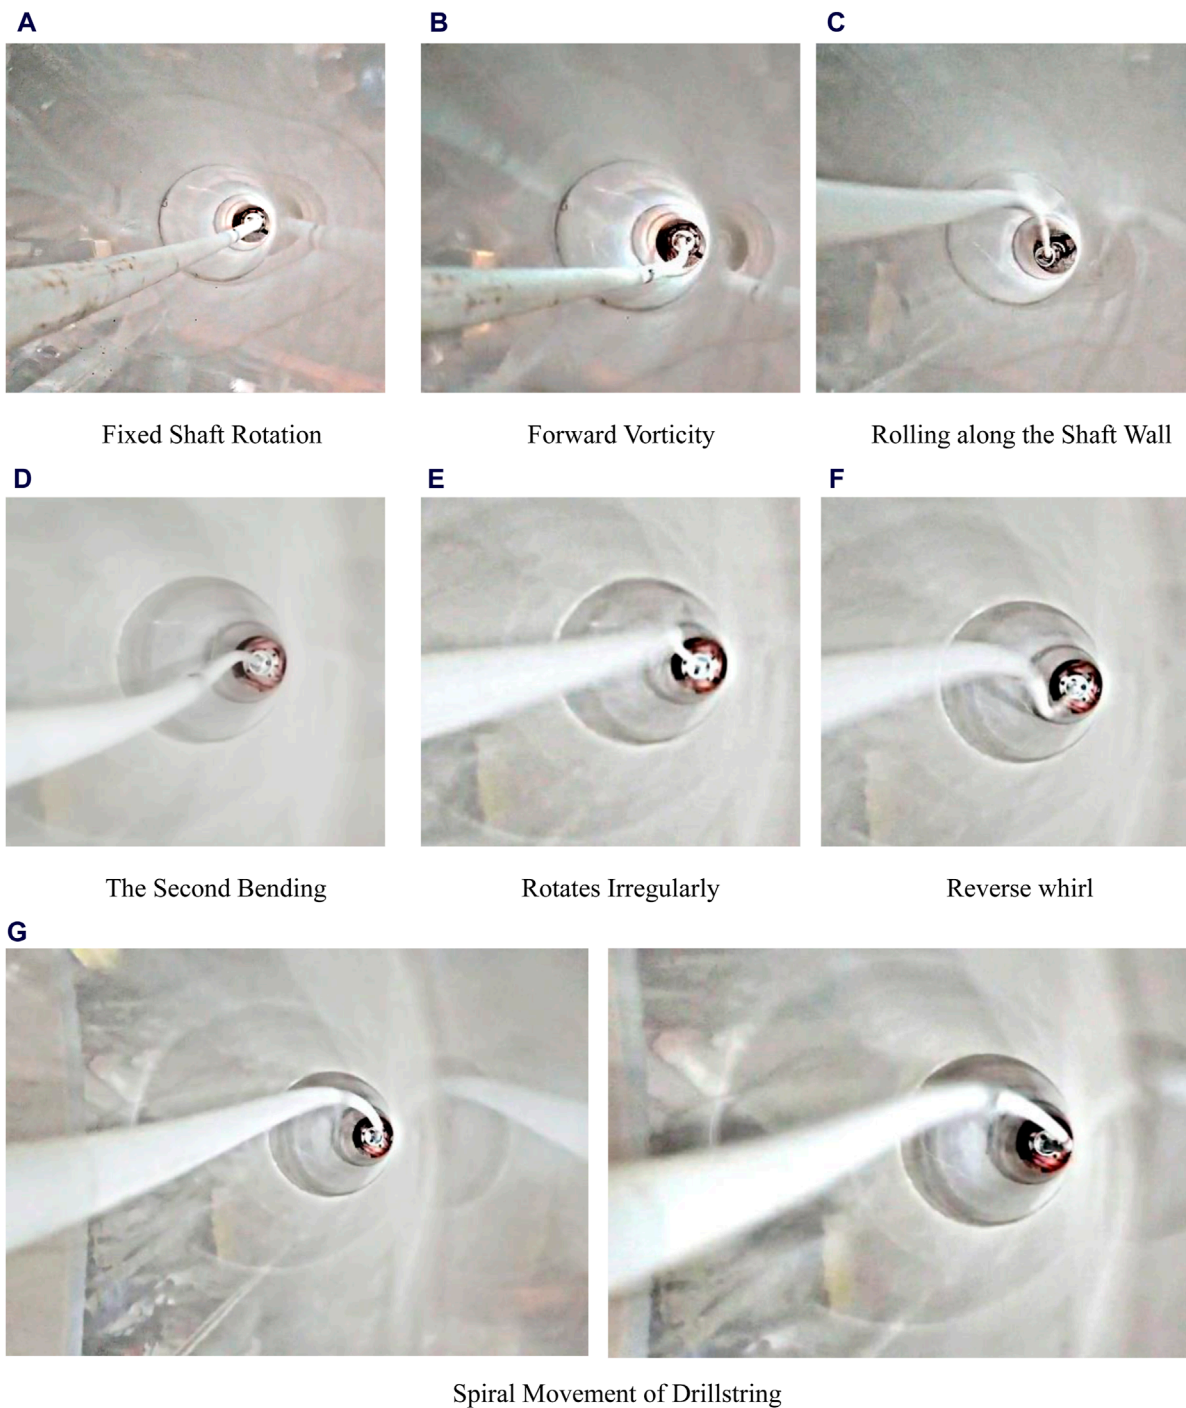 A
B
C
Fixed Shaft Rotation
Forward Vorticity
Rolling along the Shaft Wall
D
E
F
The Second Bending
Rotates Irregularly
Reverse whirl
G
Spiral Movement of Drillstring